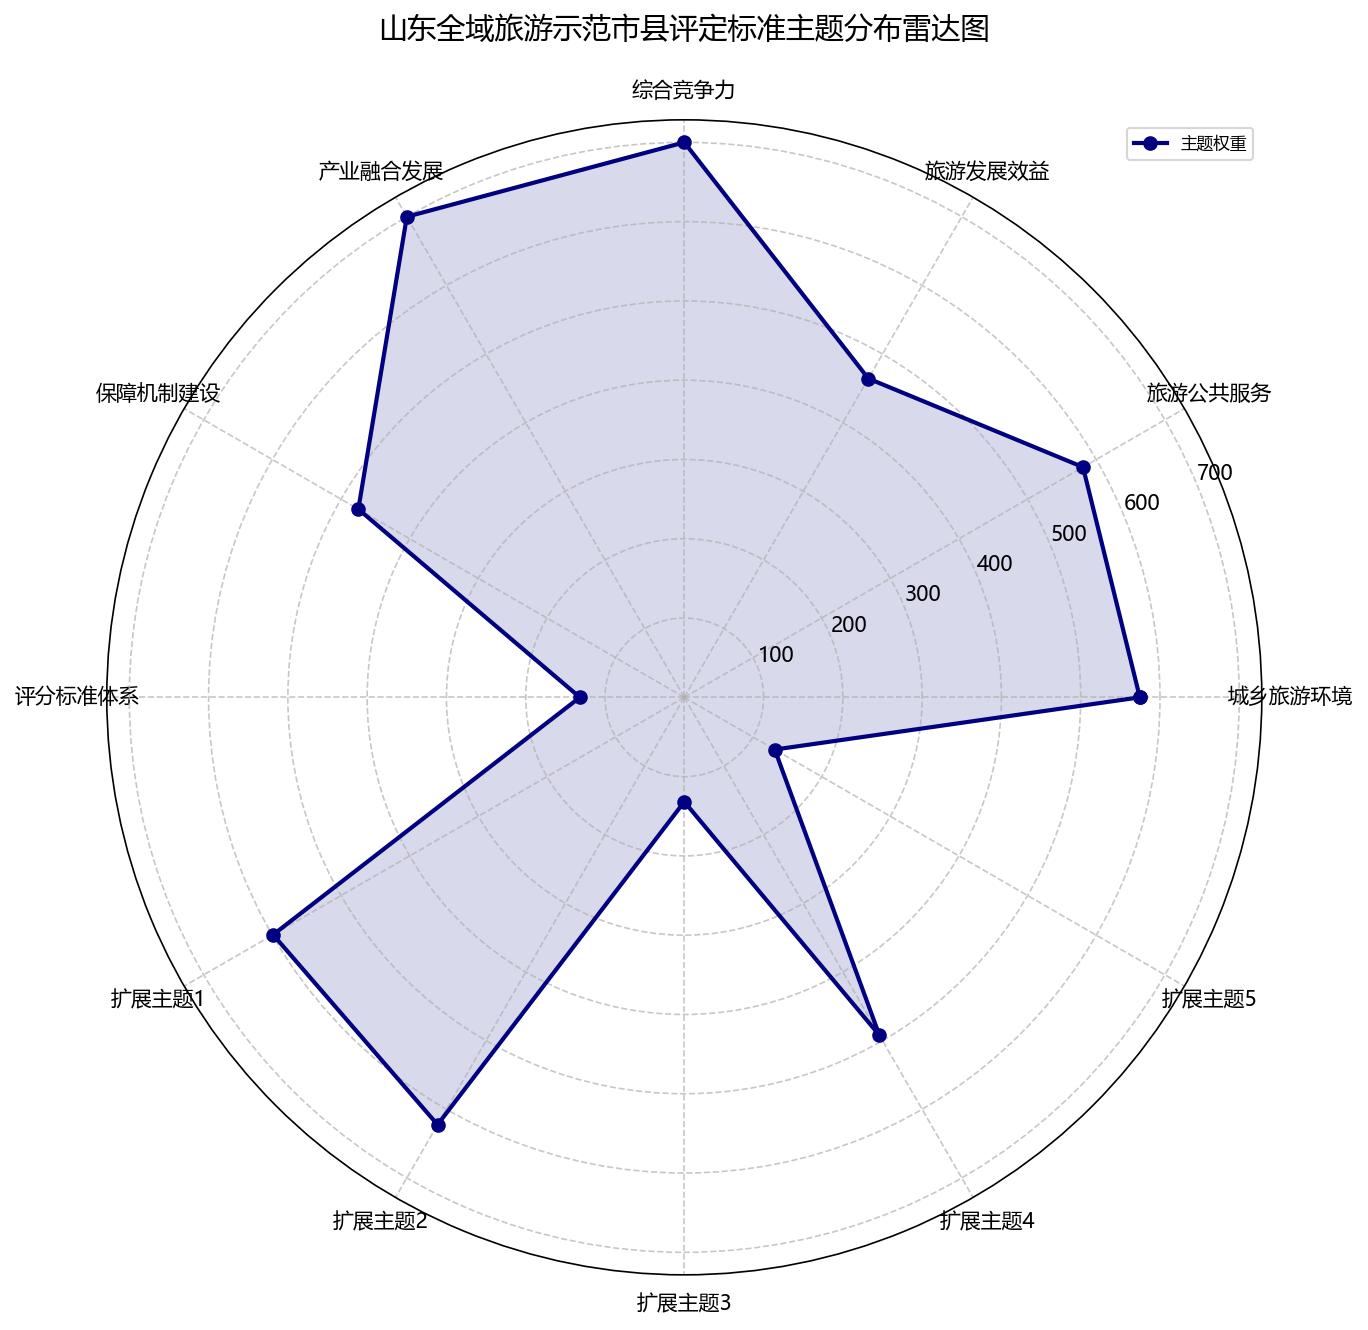 山东全域旅游示范市县评定标准主题分布雷达图
综合竞争力
主题权重
产业融合发展
旅游发展效益
保障机制建设
旅游公共服务
700
600
500
400
300
200
100
评分标准体系
城乡旅游环境
扩展主题1
扩展主题5
扩展主题2
扩展主题4
扩展主题3